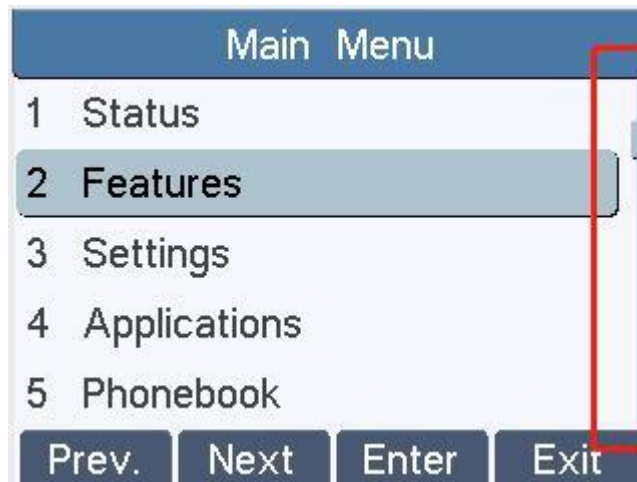 Main Menu
1 Status
2 Features
3 Settings
4 Applications
5 Phonebook
Prev. Next Enter Exit